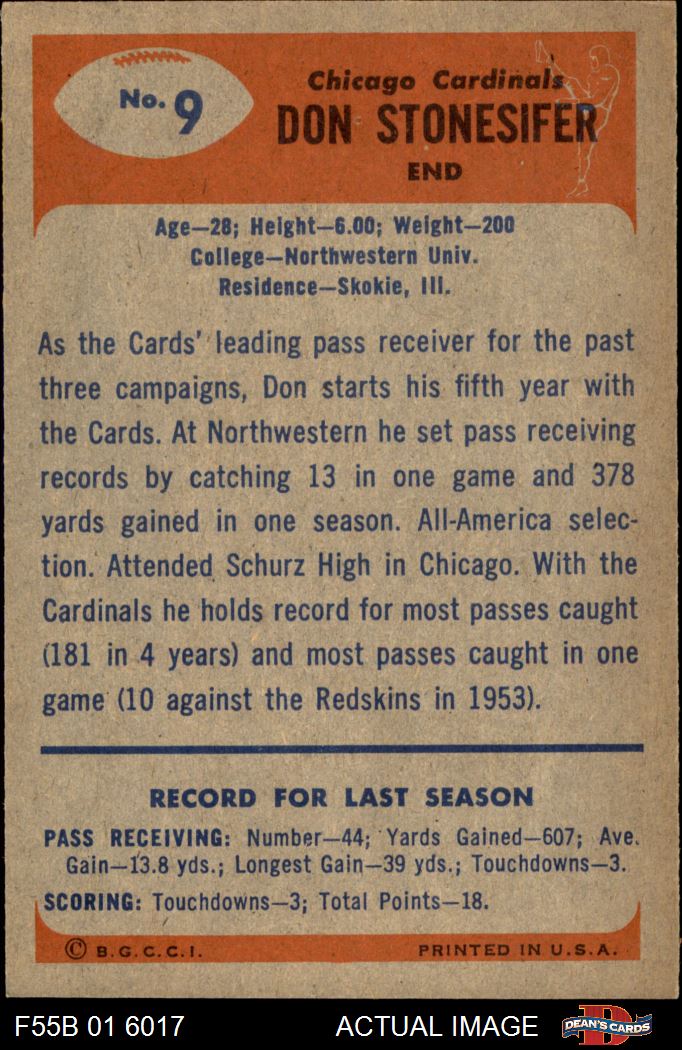 No. 9
Chicago Cardinals
DON STONESIFER
END
Age—28; Height—6.00; Weight—200
College—Northwestern Univ.
Residence—Skokie, Ill.
As the Cards' leading pass receiver for the past
three campaigns, Don starts his fifth year with
the Cards. At Northwestern he set pass receiving
records by catching 13 in one game and 378
yards gained in one season. All-America selec-
tion. Attended Schurz High in Chicago. With the
Cardinals he holds record for most passes caught
(181 in 4 years) and most passes caught in one
game (10 against the Redskins in 1953).
RECORD FOR LAST SEASON
PASS RECEIVING: Number—44; Yards Gained—607; Ave.
Gain—13.8 yds.; Longest Gain—39 yds.; Touchdowns—3.
SCORING: Touchdowns—3; Total Points—18.
© B.G.C.C.I. PRINTED IN U.S.A.
F55B 01 6017 ACTUAL IMAGE DEAN'S CARDS